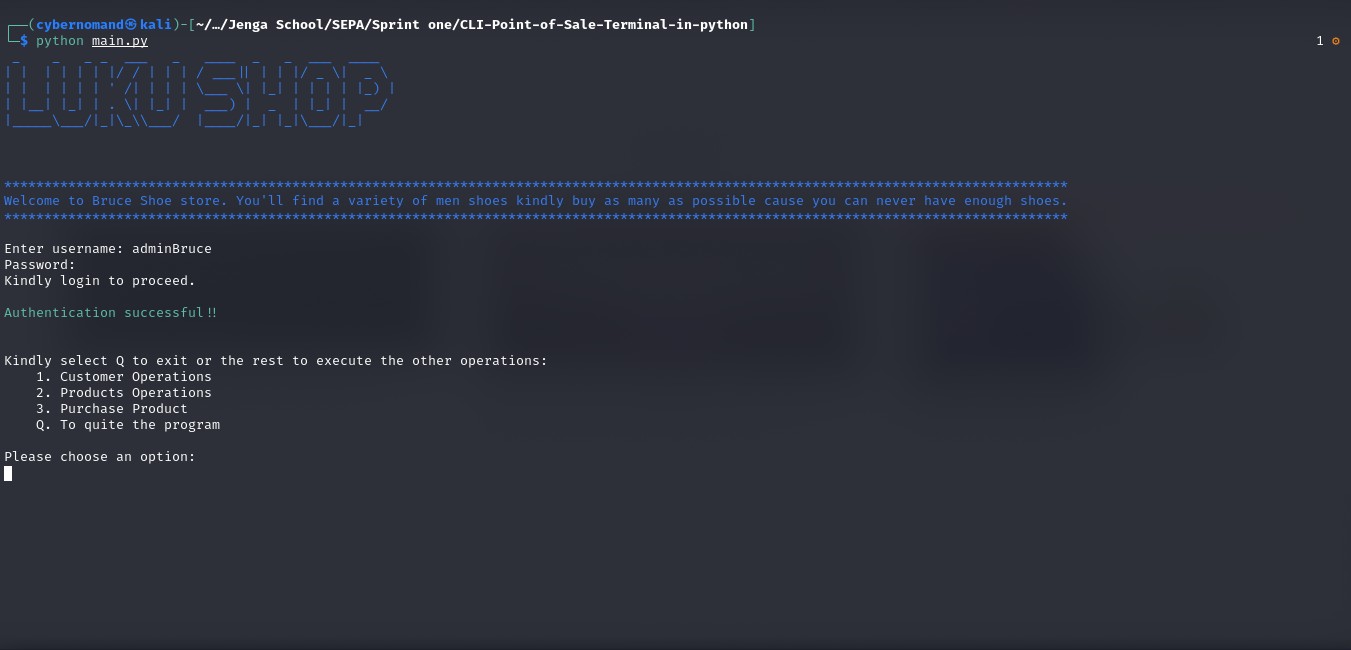 ┌──(cybernomand㉿kali)-[~/…/Jenga School/SEPA/Sprint one/CLI-Point-of-Sale-Terminal-in-python]
└─$ python main.py 1 ⚙
LUKU SHOP
*************************************************************************************************************************************
Welcome to Bruce Shoe store. You'll find a variety of men shoes kindly buy as many as possible cause you can never have enough shoes.
*************************************************************************************************************************************
Enter username: adminBruce
Password:
Kindly login to proceed.
Authentication successful!!
Kindly select Q to exit or the rest to execute the other operations:
1. Customer Operations
2. Products Operations
3. Purchase Product
Q. To quite the program
Please choose an option: